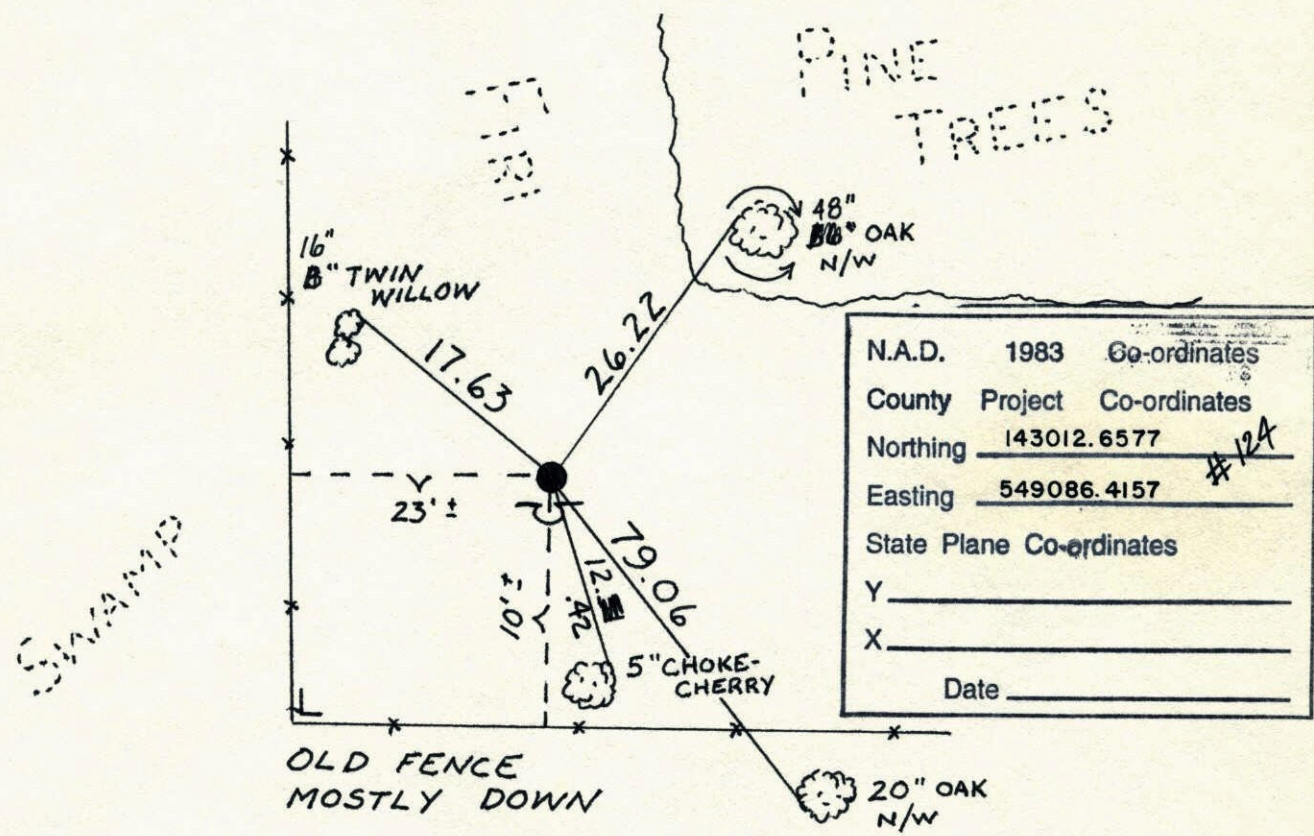 PINE
TREES
FIR
48"
OAK
N/W
16"
TWIN
WILLOW
17.63
26.22
23' ±
10' ±
12.
.42
79.06
5" CHOKE-
CHERRY
SWAMP
OLD FENCE
MOSTLY DOWN
20" OAK
N/W
N.A.D. 1983 Co-ordinates
County Project Co-ordinates
Northing 143012.6577
#124
Easting 549086.4157
State Plane Co-ordinates
Y
X
Date